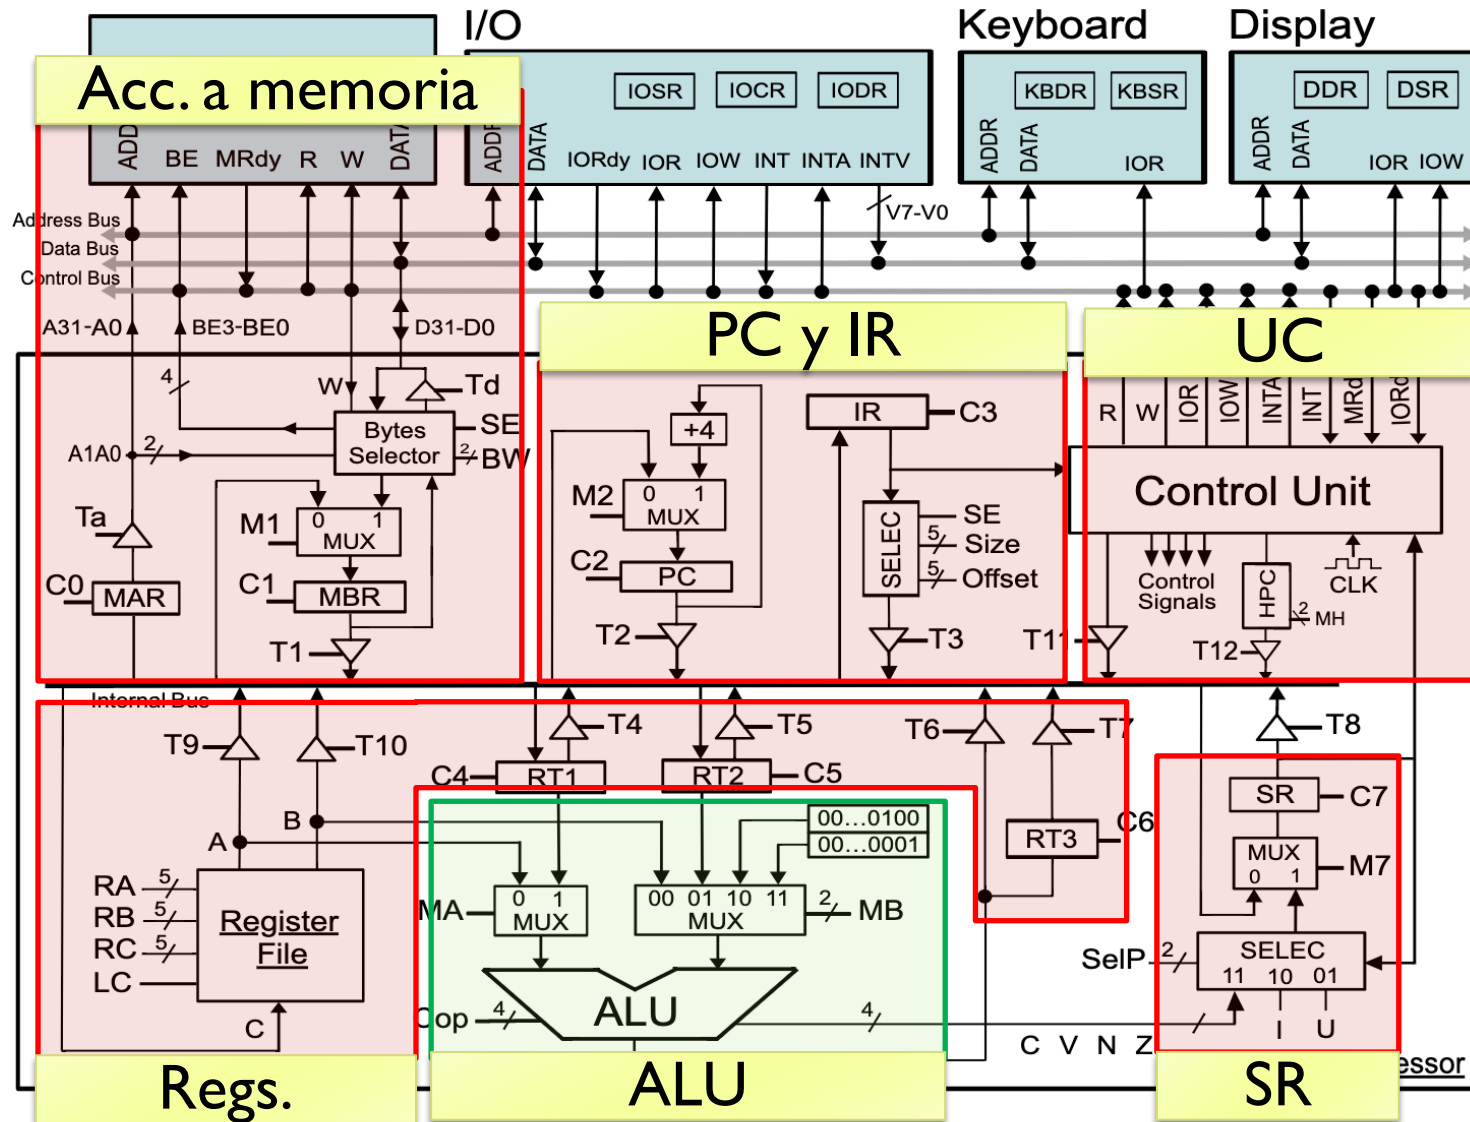 I/O
Keyboard
Display
Acc. a memoria
IOSR
IOCR
IODR
KBDR
KBSR
DDR
DSR
ADD
BE
MRdy
R
W
DATA
ADDR
DATA
IORdy
IOR
IOW
INT
INTA
INTV
ADDR
DATA
IOR
ADDR
DATA
IOR
IOW
V7-V0
Address Bus
Data Bus
Control Bus
A31-A0
BE3-BE0
D31-D0
PC y IR
UC
4
W
Td
SE
Bytes
Selector
2
BW
A1A0
2
Ta
M1
0
1
MUX
C0
MAR
C1
MBR
T1
+4
M2
0
1
MUX
C2
PC
T2
IR
C3
SELEC
SE
5
Size
5
Offset
T3
R
W
IOR
IOW
INTA
INT
MRd
IORd
Control Unit
Control
Signals
HPC
CLK
2
MH
T11
T12
Internal Bus
T9
T10
T4
T5
T6
T7
T8
C4
RT1
RT2
C5
SR
C7
B
A
00...0100
00...0001
RT3
C6
MUX
0
1
M7
RA
5
RB
5
RC
5
LC
Register
File
C
MA
0
1
MUX
00
01
10
11
MUX
2
MB
SelP
2
SELEC
11
10
01
I
U
Cop
4
ALU
4
C V N Z
essor
Regs.
ALU
SR